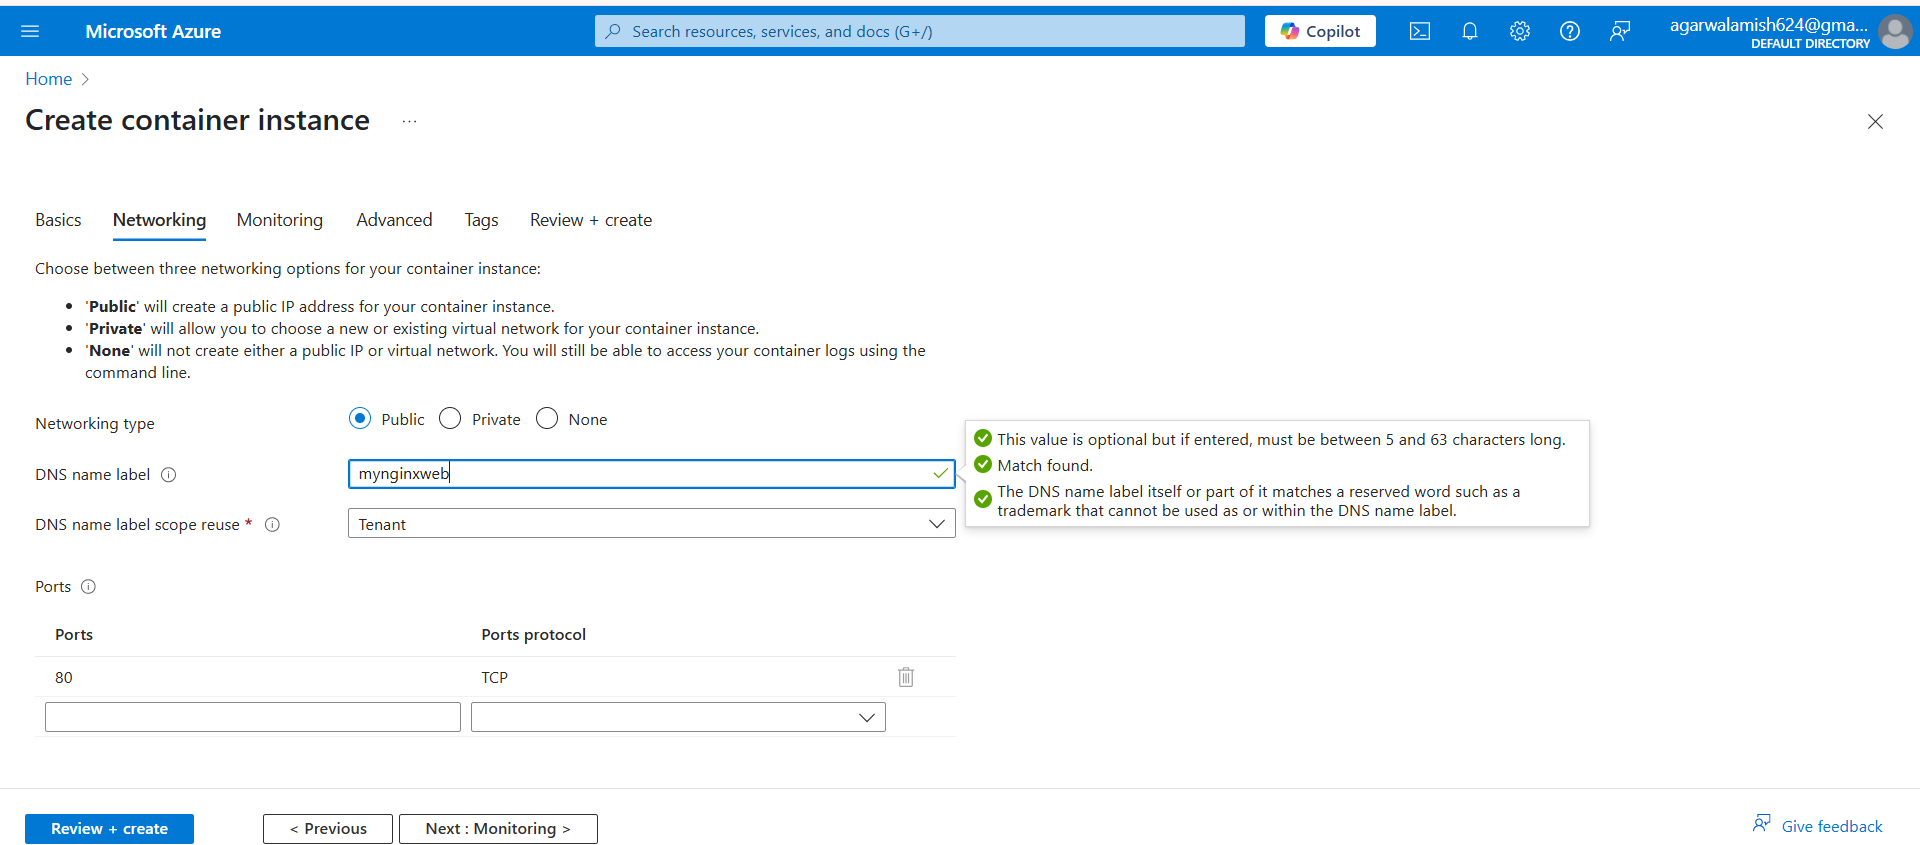 Microsoft Azure
Search resources, services, and docs (G+/)
Copilot
agarwalamish624@gma...
DEFAULT DIRECTORY
Home
Create container instance
...
Basics
Networking
Monitoring
Advanced
Tags
Review + create
Choose between three networking options for your container instance:
• 'Public' will create a public IP address for your container instance.
• 'Private' will allow you to choose a new or existing virtual network for your container instance.
• 'None' will not create either a public IP or virtual network. You will still be able to access your container logs using the
command line.
Networking type
Public
Private
None
DNS name label
mynginxweb
This value is optional but if entered, must be between 5 and 63 characters long.
Match found.
The DNS name label itself or part of it matches a reserved word such as a
trademark that cannot be used as or within the DNS name label.
DNS name label scope reuse *
Tenant
Ports
Ports
Ports protocol
80
TCP
Review + create
< Previous
Next : Monitoring >
Give feedback